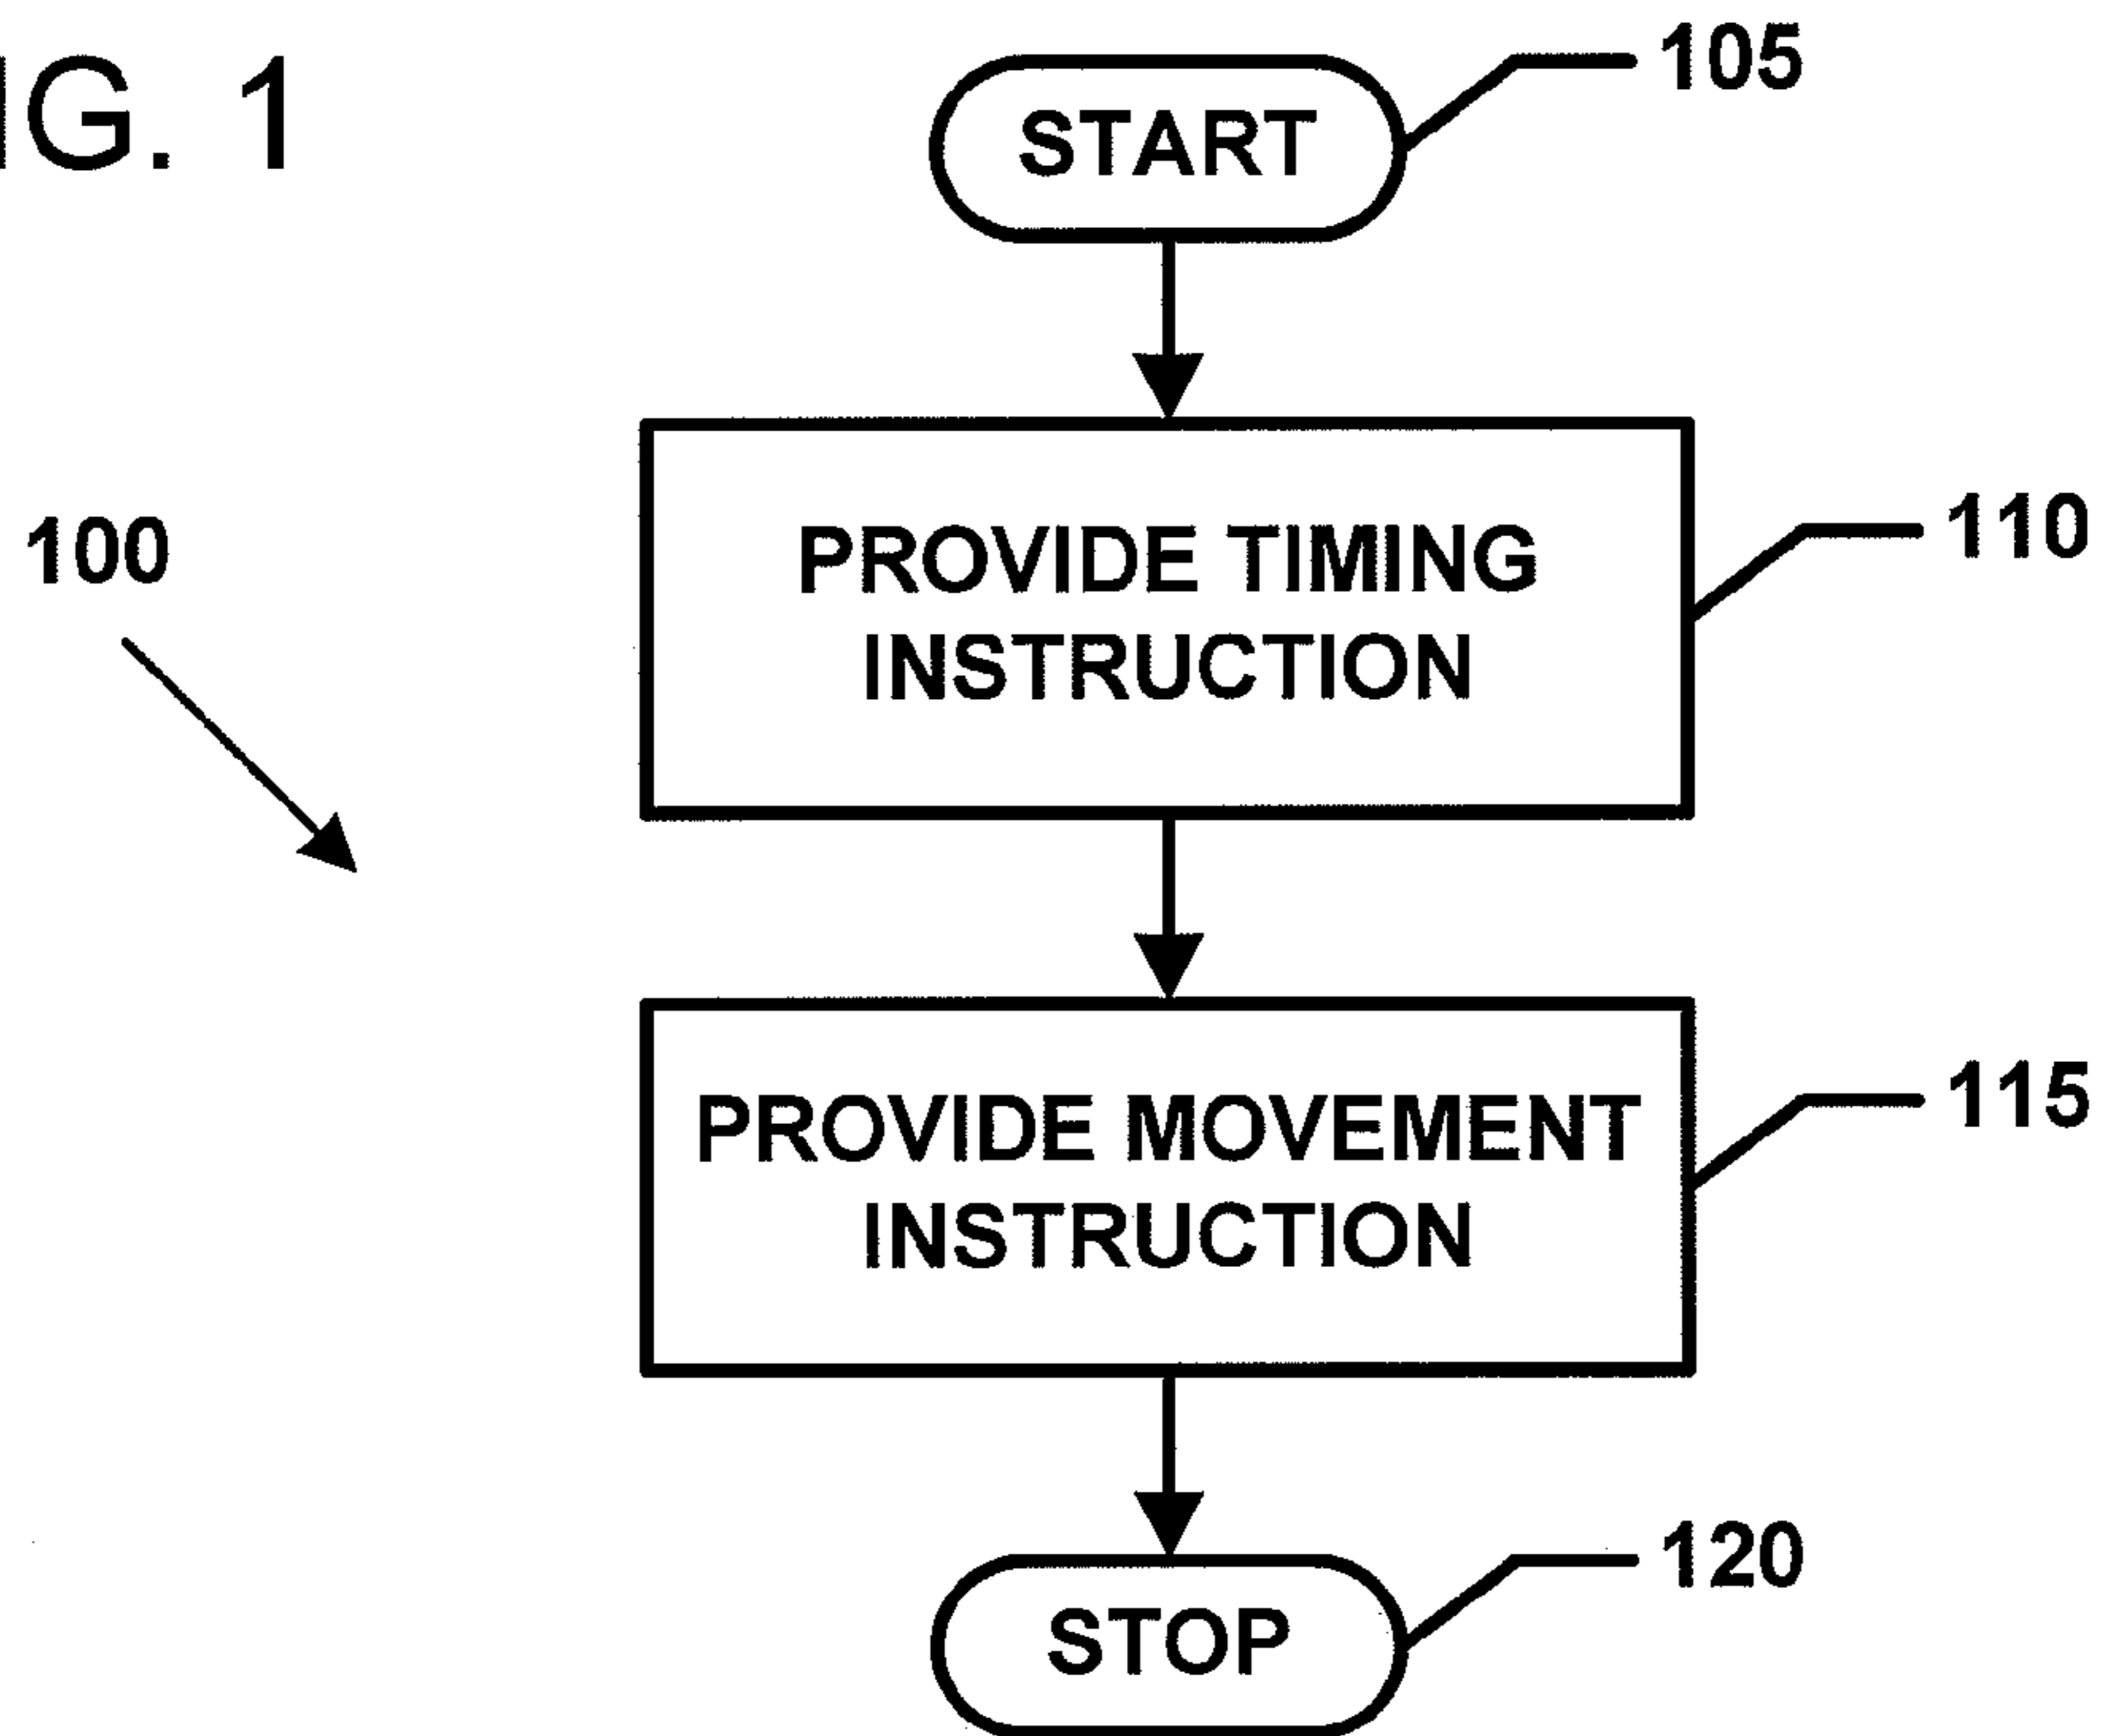 IG. 1
START
105
100
PROVIDE TIMING
INSTRUCTION
110
PROVIDE MOVEMENT
INSTRUCTION
115
STOP
120